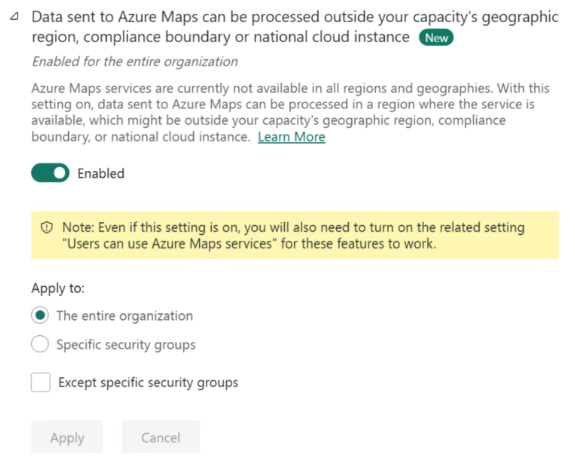 Data sent to Azure Maps can be processed outside your capacity's geographic
region, compliance boundary or national cloud instance New
Enabled for the entire organization
Azure Maps services are currently not available in all regions and geographies. With this
setting on, data sent to Azure Maps can be processed in a region where the service is
available, which might be outside your capacity's geographic region, compliance
boundary, or national cloud instance. Learn More
Enabled
Note: Even if this setting is on, you will also need to turn on the related setting
"Users can use Azure Maps services" for these features to work.
Apply to:
The entire organization
Specific security groups
Except specific security groups
Apply Cancel